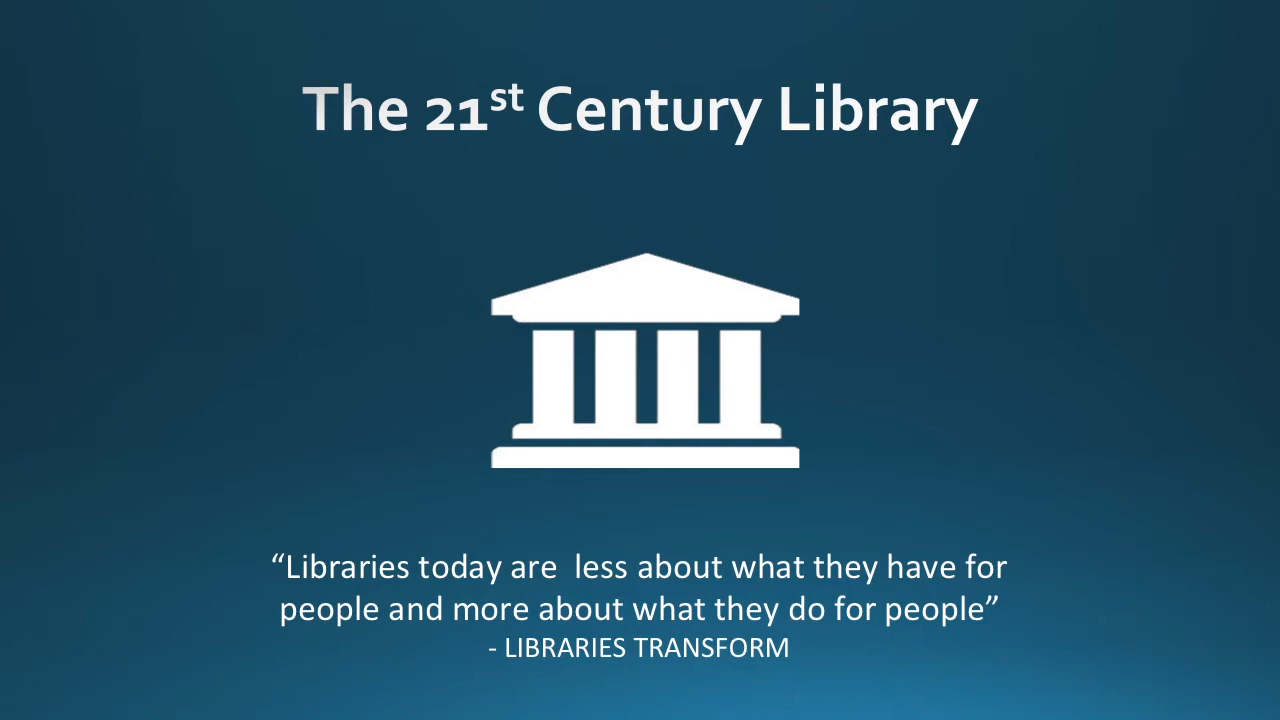 The 21st Century Library
“Libraries today are  less about what they have for
people and more about what they do for people”
- LIBRARIES TRANSFORM